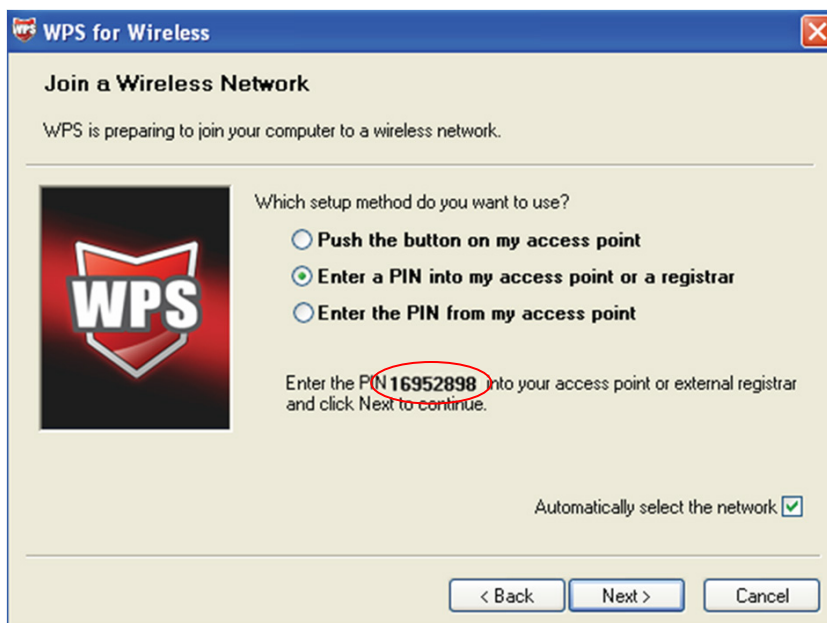 WPS WPS for Wireless
Join a Wireless Network
WPS is preparing to join your computer to a wireless network.
WPS
Which setup method do you want to use?
Push the button on my access point
Enter a PIN into my access point or a registrar
Enter the PIN from my access point
Enter the PIN 16952898 into your access point or external registrar
and click Next to continue.
Automatically select the network
< Back Next > Cancel